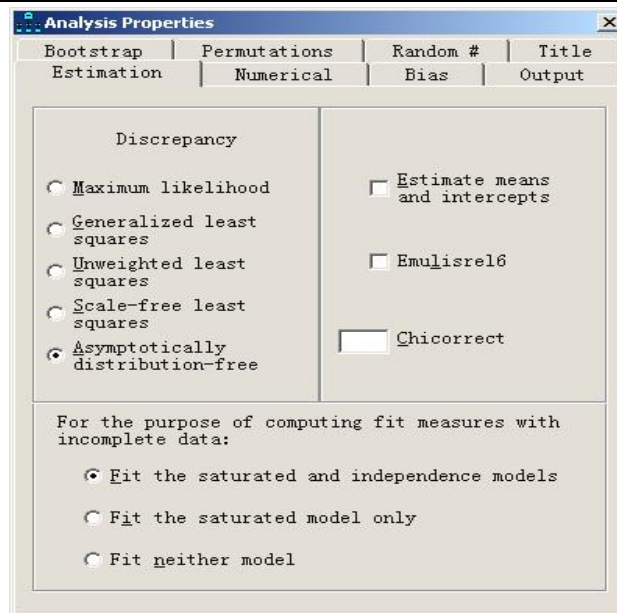 Analysis Properties
Bootstrap Permutations Random # Title
Estimation Numerical Bias Output
Discrepancy
Maximum likelihood
Generalized least
squares
Unweighted least
squares
Scale-free least
squares
Asymptotically
distribution-free
Estimate means
and intercepts
Emulisrel6
Chicorrect
For the purpose of computing fit measures with
incomplete data:
Fit the saturated and independence models
Fit the saturated model only
Fit neither model